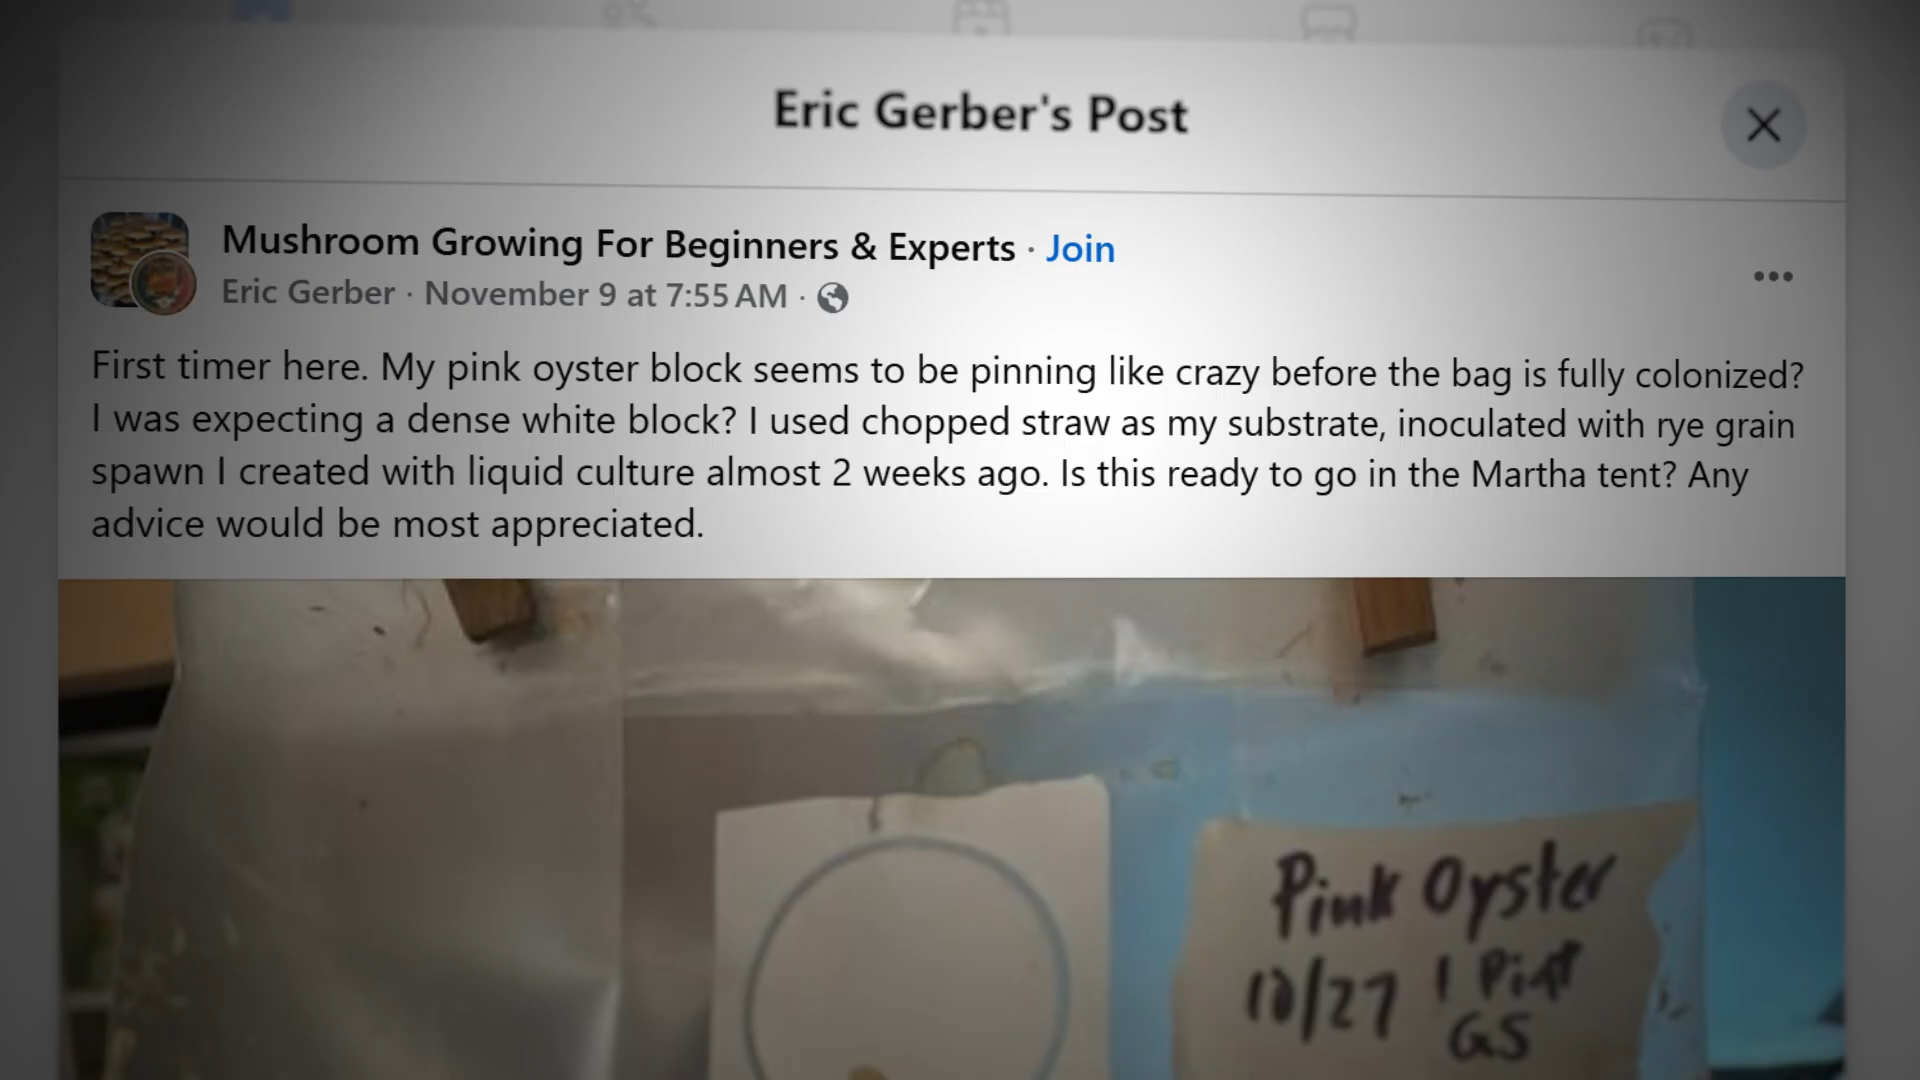 Eric Gerber's Post
Mushroom Growing For Beginners & Experts · Join
Eric Gerber · November 9 at 7:55 AM ·
First timer here. My pink oyster block seems to be pinning like crazy before the bag is fully colonized?
I was expecting a dense white block? I used chopped straw as my substrate, inoculated with rye grain
spawn I created with liquid culture almost 2 weeks ago. Is this ready to go in the Martha tent? Any
advice would be most appreciated.
Pink Oyster
10/27 1 Pint
GS